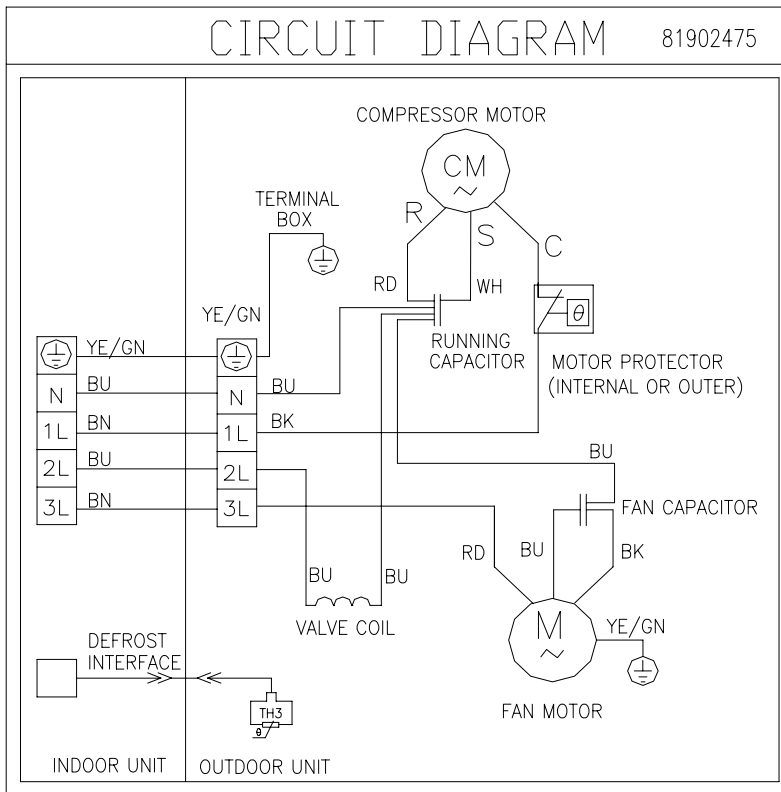 CIRCUIT DIAGRAM 81902475
COMPRESSOR MOTOR
CM
~
R
S
C
TERMINAL
BOX
RD
WH
YE/GN
θ
RUNNING
CAPACITOR
MOTOR PROTECTOR
(INTERNAL OR OUTER)
YE/GN
N
BU
N
BU
1L
BN
1L
BK
2L
BU
2L
3L
BN
3L
BU
FAN CAPACITOR
RD
BU
BK
BU
BU
VALVE COIL
M
~
YE/GN
FAN MOTOR
DEFROST
INTERFACE
TH3
θ
INDOOR UNIT
OUTDOOR UNIT